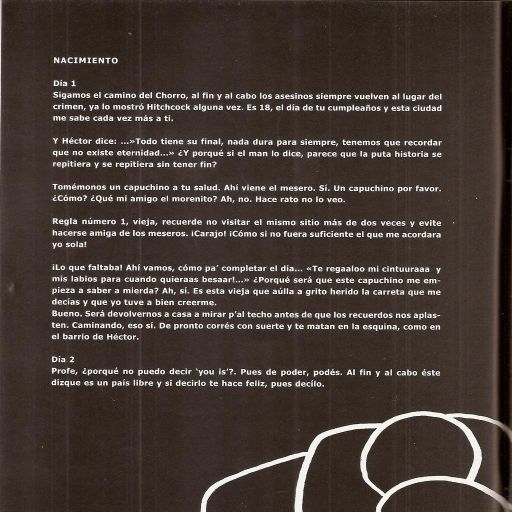 NACIMIENTO
Día 1
Sigamos el camino del Chorro, al fin y al cabo los asesinos siempre vuelven al lugar del
crimen, ya lo mostró Hitchcock alguna vez. Es 18, el día de tu cumpleaños y esta ciudad
me sabe cada vez más a ti.
Y Héctor dice: ...»Todo tiene su final, nada dura para siempre, tenemos que recordar
que no existe eternidad...» ¿Y porqué si el man lo dice, parece que la puta historia se
repitiera y se repitiera sin tener fin?
Tomémonos un capuchino a tu salud. Ahí viene el mesero. Sí. Un capuchino por favor.
¿Cómo? ¿Qué mi amigo el morenito? Ah, no. Hace rato no lo veo.
Regla número 1, vieja, recuerde no visitar el mismo sitio más de dos veces y evite
hacerse amiga de los meseros. ¡Carajo! ¡Cómo si no fuera suficiente el que me acordara
yo sola!
¡Lo que faltaba! Ahí vamos, cómo pa' completar el día... «Te regaaloo mi cintuuraaa y
mis labios para cuando quieraas besaar!...» ¿Porqué será que este capuchino me em-
pieza a saber a mierda? Ah, sí. Es esta vieja que aúlla a grito herido la carreta que me
decías y que yo tuve a bien creerme.
Bueno. Será devolvernos a casa a mirar p'al techo antes de que los recuerdos nos aplas-
ten. Caminando, eso sí. De pronto corrés con suerte y te matan en la esquina, como en
el barrio de Héctor.
Día 2
Profe, ¿porqué no puedo decir 'you is'?. Pues de poder, podés. Al fin y al cabo éste
dizque es un país libre y si decirlo te hace feliz, pues decílo.